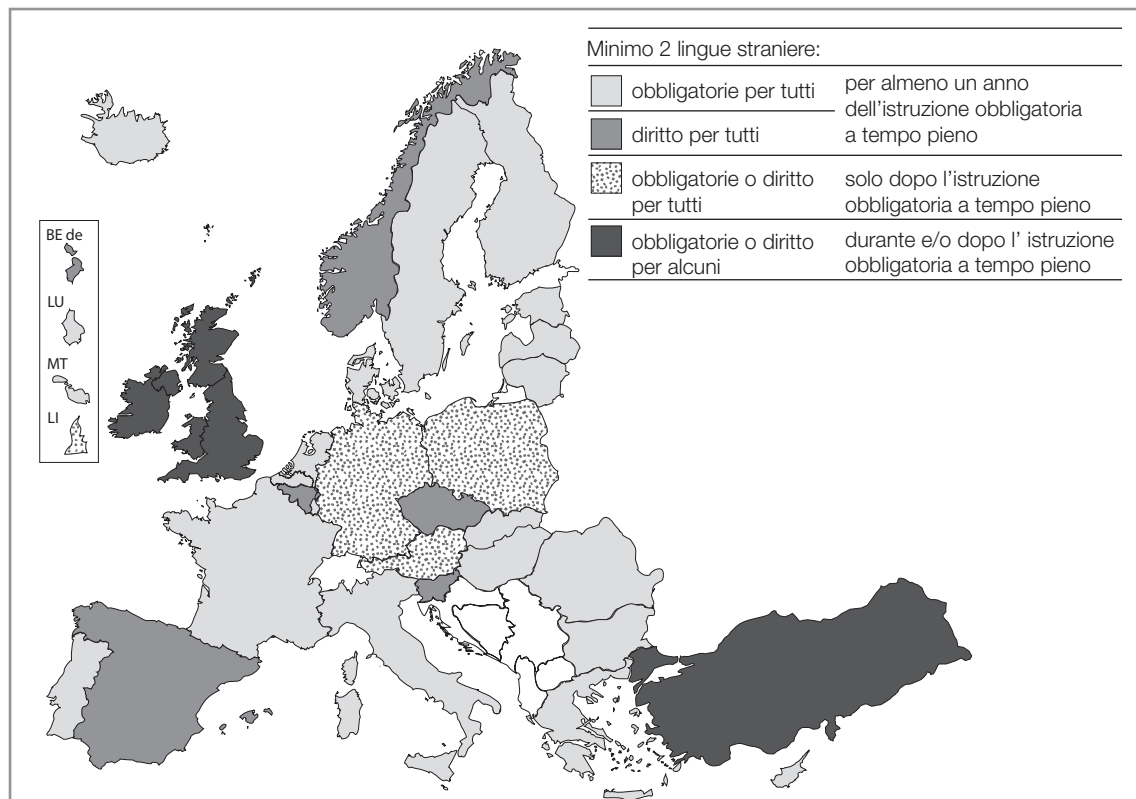 Minimo 2 lingue straniere:
obbligatorie per tutti
diritto per tutti
per almeno un anno
dell'istruzione obbligatoria
a tempo pieno
obbligatorie o diritto
per tutti
solo dopo l'istruzione
obbligatoria a tempo pieno
obbligatorie o diritto
per alcuni
durante e/o dopo l' istruzione
obbligatoria a tempo pieno
BE de
LU
MT
LI